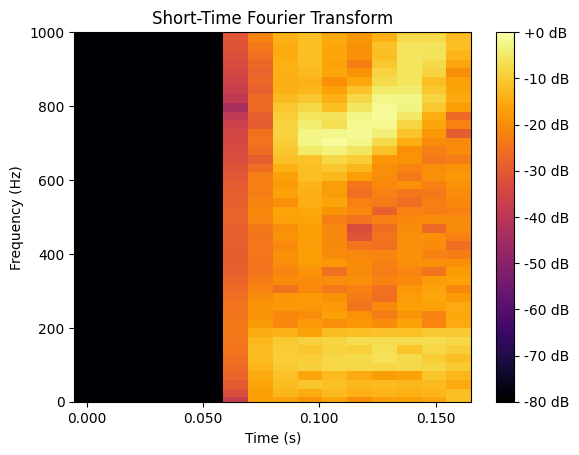 Short-Time Fourier Transform
1000
800
600
400
200
0
Frequency (Hz)
0.000
0.050
0.100
0.150
Time (s)
+0 dB
-10 dB
-20 dB
-30 dB
-40 dB
-50 dB
-60 dB
-70 dB
-80 dB